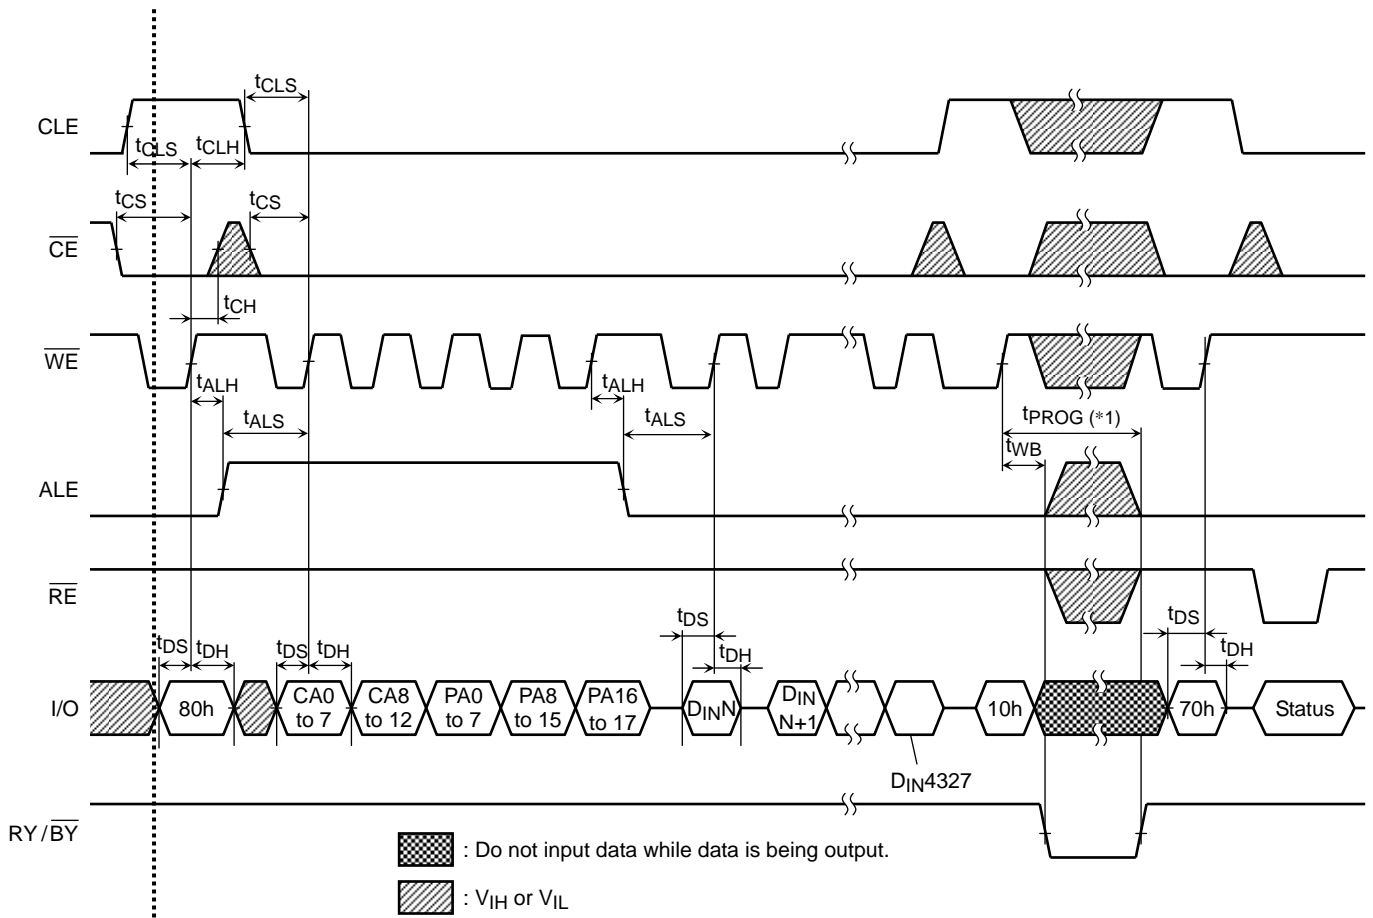 tCLS
CLE
tCLS
tCLH
tCS
tCS
CE
tCH
WE
tALH
tALH
tALS
tALS
tPROG (*1)
tWB
ALE
RE
tDS
tDH
tDS
tDH
tDS
tDH
tDS
tDH
I/O
80h
CA0
to 7
CA8
to 12
PA0
to 7
PA8
to 15
PA16
to 17
DINN
DIN
N+1
10h
70h
Status
DIN4327
RY/BY
: Do not input data while data is being output.
: VIH or VIL